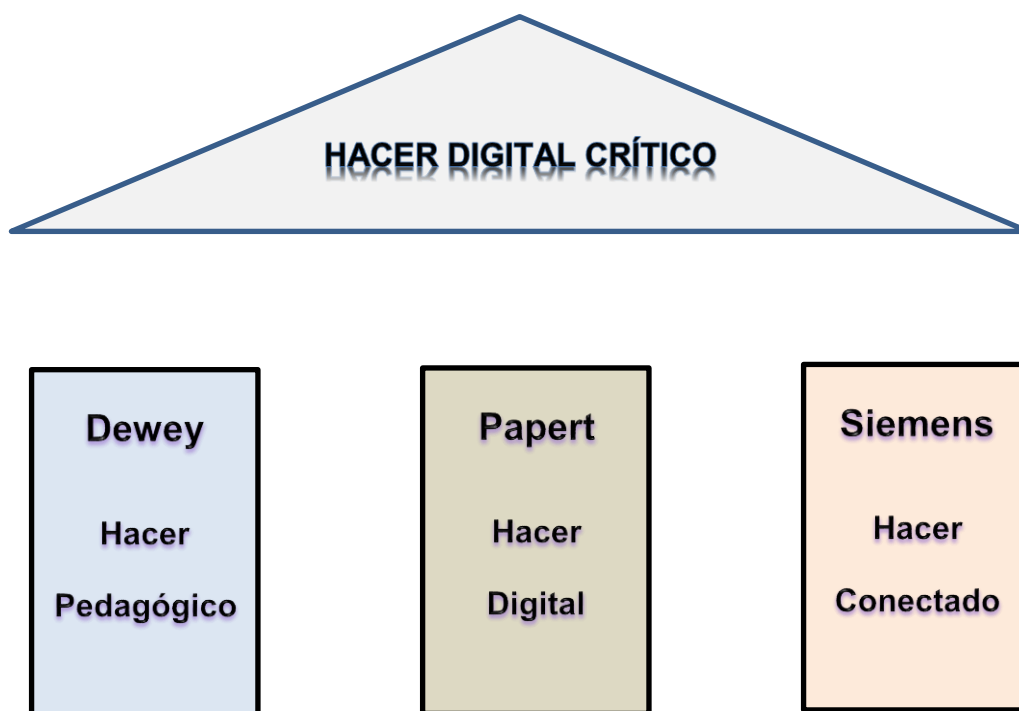 HACER DIGITAL CRÍTICO
Dewey
Hacer
Pedagógico
Papert
Hacer
Digital
Siemens
Hacer
Conectado